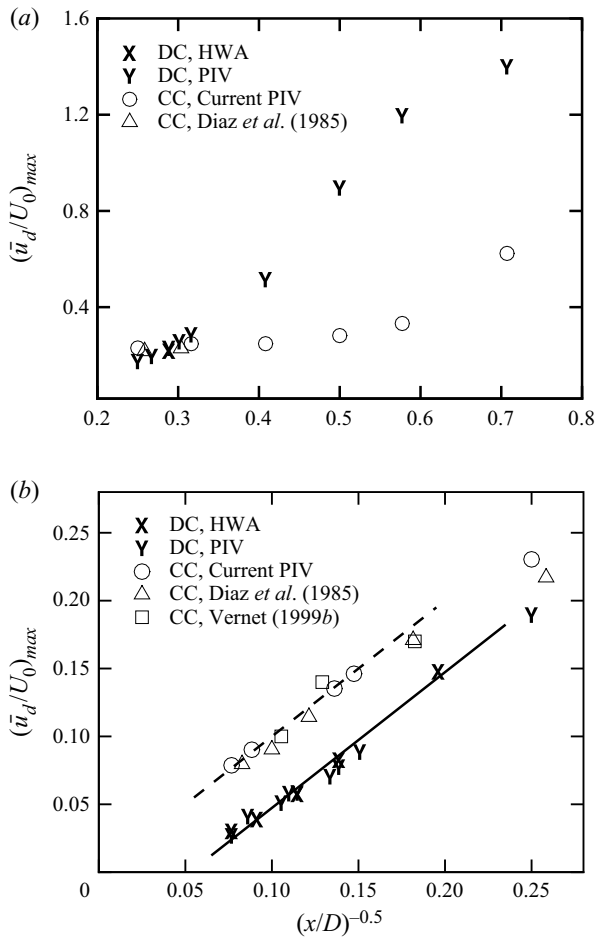 (a)
1.6
X DC, HWA
Y DC, PIV
CC, Current PIV
CC, Diaz et al. (1985)
1.2
0.8
0.4
(ū_d/U_0)_max
0.2 0.3 0.4 0.5 0.6 0.7 0.8
(b)
0.25
X DC, HWA
Y DC, PIV
CC, Current PIV
CC, Diaz et al. (1985)
CC, Vernet (1999b)
0.20
0.15
0.10
0.05
(ū_d/U_0)_max
0 0.05 0.10 0.15 0.20 0.25
(x/D)^–0.5